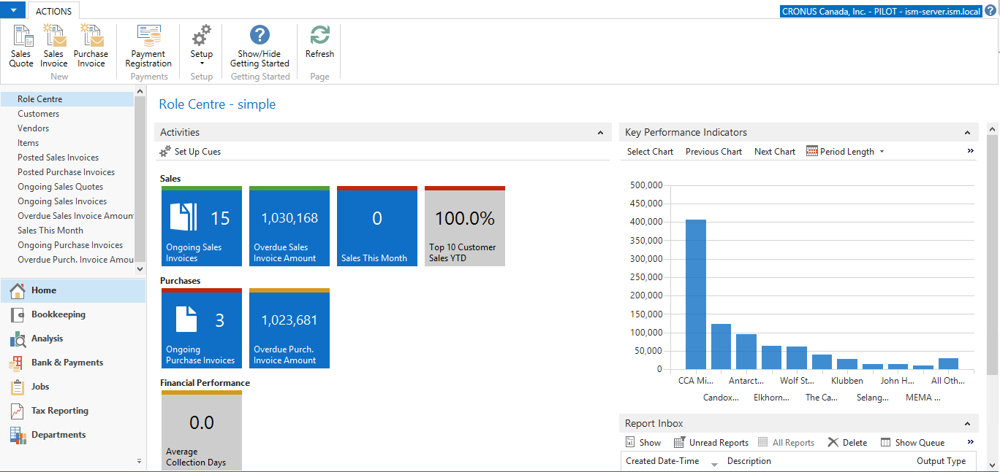 ACTIONS
CRONUS Canada, Inc. - PILOT - ism-server.ism.local
Sales Quote
Sales Invoice
Purchase Invoice
New
Payment Registration
Payments
Setup
Setup
Show/Hide Getting Started
Getting Started
Refresh
Page
Role Centre
Customers
Vendors
Items
Posted Sales Invoices
Posted Purchase Invoices
Ongoing Sales Quotes
Ongoing Sales Invoices
Overdue Sales Invoice Amoun
Sales This Month
Ongoing Purchase Invoices
Overdue Purch. Invoice Amou
Home
Bookkeeping
Analysis
Bank & Payments
Jobs
Tax Reporting
Departments
Role Centre - simple
Activities
Set Up Cues
Sales
15
Ongoing Sales
Invoices
1,030,168
Overdue Sales
Invoice Amount
0
Sales This Month
100.0%
Top 10 Customer
Sales YTD
Purchases
3
Ongoing
Purchase Invoices
1,023,681
Overdue Purch.
Invoice Amount
Financial Performance
0.0
Average
Collection Days
Key Performance Indicators
Select Chart Previous Chart Next Chart Period Length
500,000
450,000
400,000
350,000
300,000
250,000
200,000
150,000
100,000
50,000
0
CCA Mi... Antarct... Wolf St... Klubben John H... All Oth...
Candox... Elkhorn... The Ca... Selang... MEMA ...
Report Inbox
Show Unread Reports All Reports Delete Show Queue
Created Date-Time Description Output Type